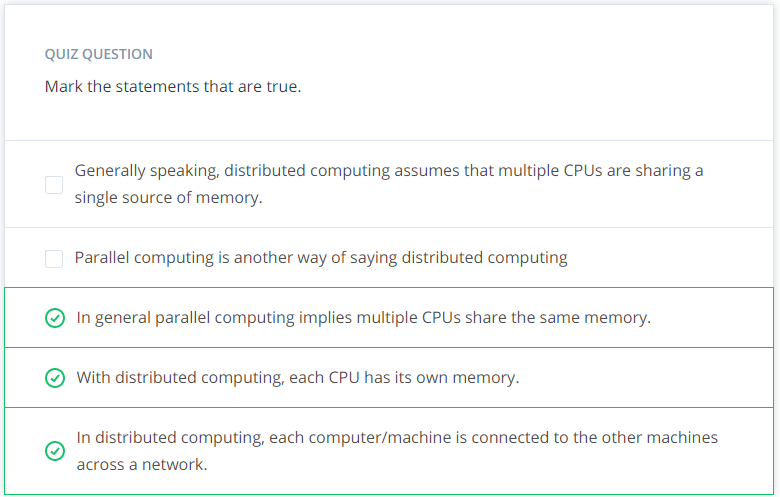 QUIZ QUESTION
Mark the statements that are true.
Generally speaking, distributed computing assumes that multiple CPUs are sharing a
single source of memory.
Parallel computing is another way of saying distributed computing
In general parallel computing implies multiple CPUs share the same memory.
With distributed computing, each CPU has its own memory.
In distributed computing, each computer/machine is connected to the other machines
across a network.